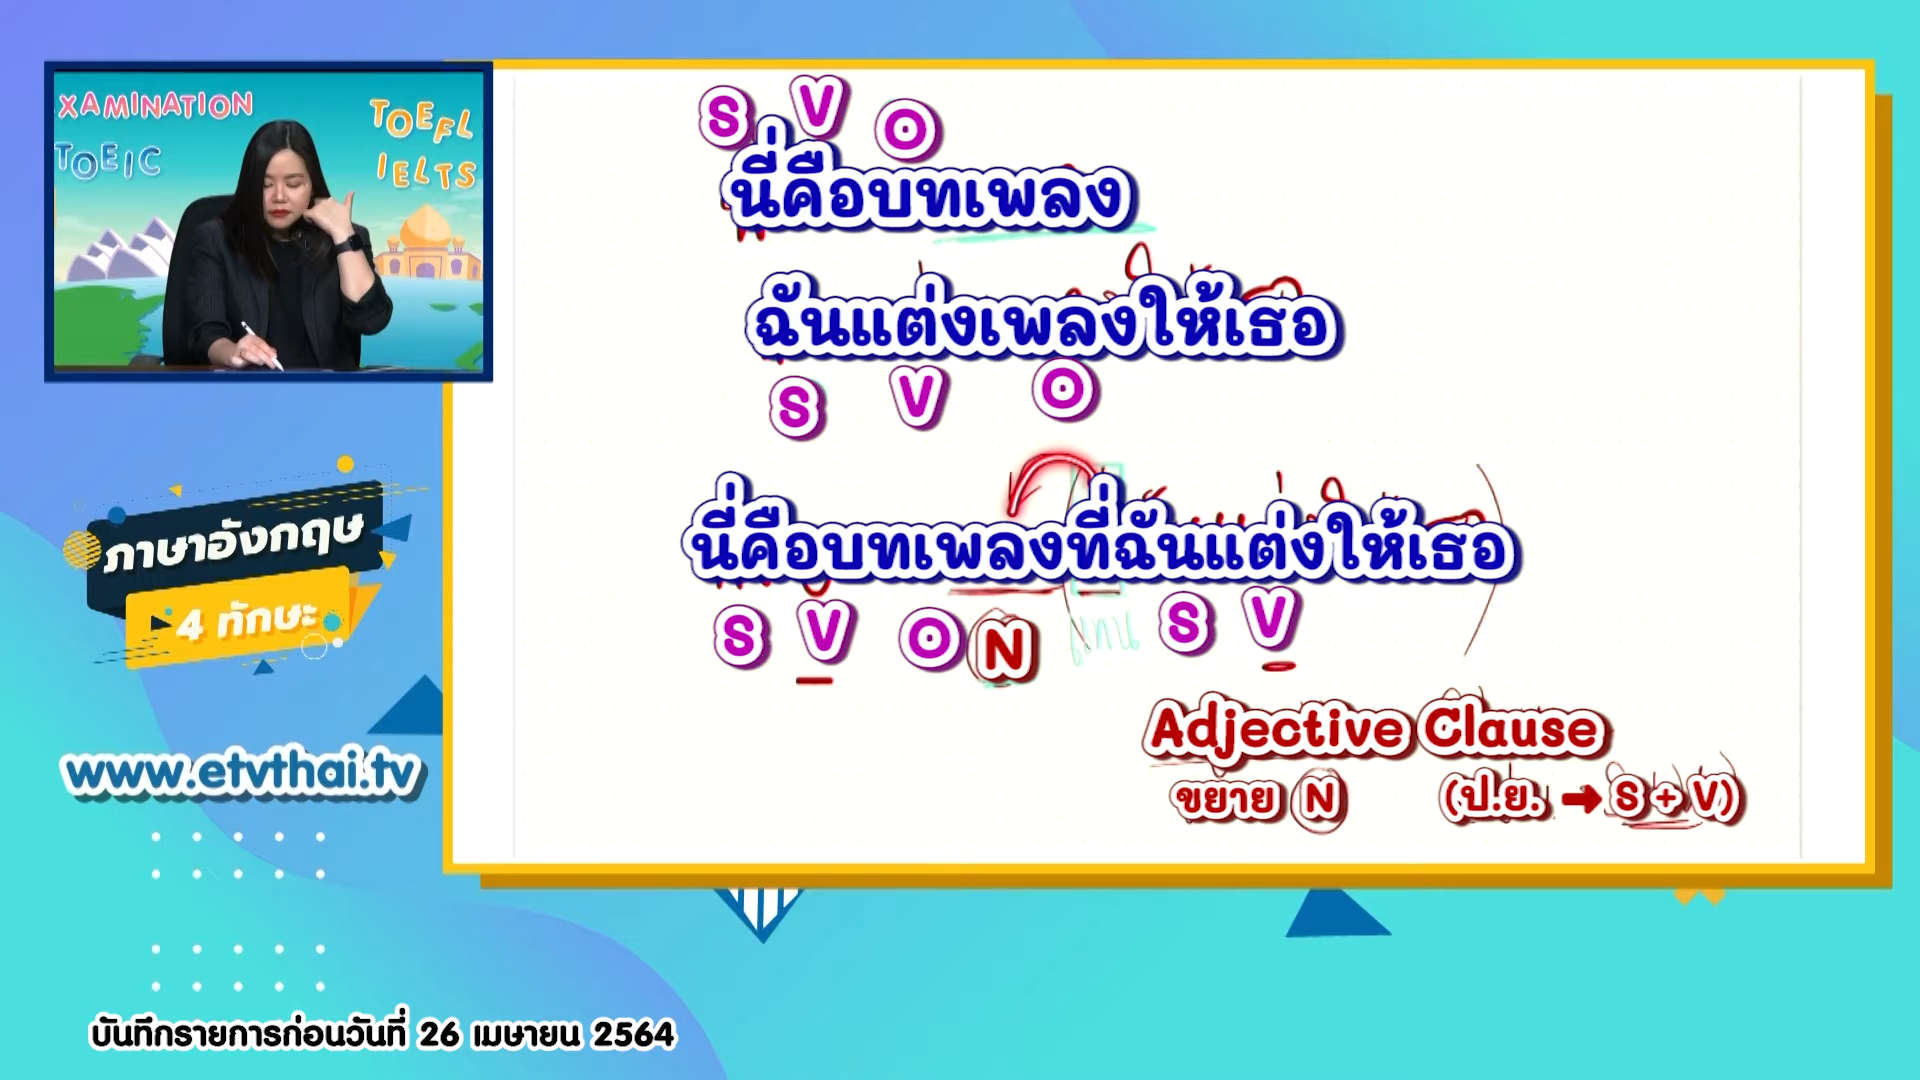 XAMINATION
TOEIC
TOEFL
IELTS
S V O
นี่คือบทเพลง
ฉันแต่งเพลงให้เธอ
S V O
นี่คือบทเพลงที่ฉันแต่งให้เธอ
S V O N แทน S V
Adjective Clause
ขยาย N (ป.ย. ➡ S + V)
ภาษาอังกฤษ
4 ทักษะ
www.etvthai.tv
บันทึกรายการก่อนวันที่ 26 เมษายน 2564